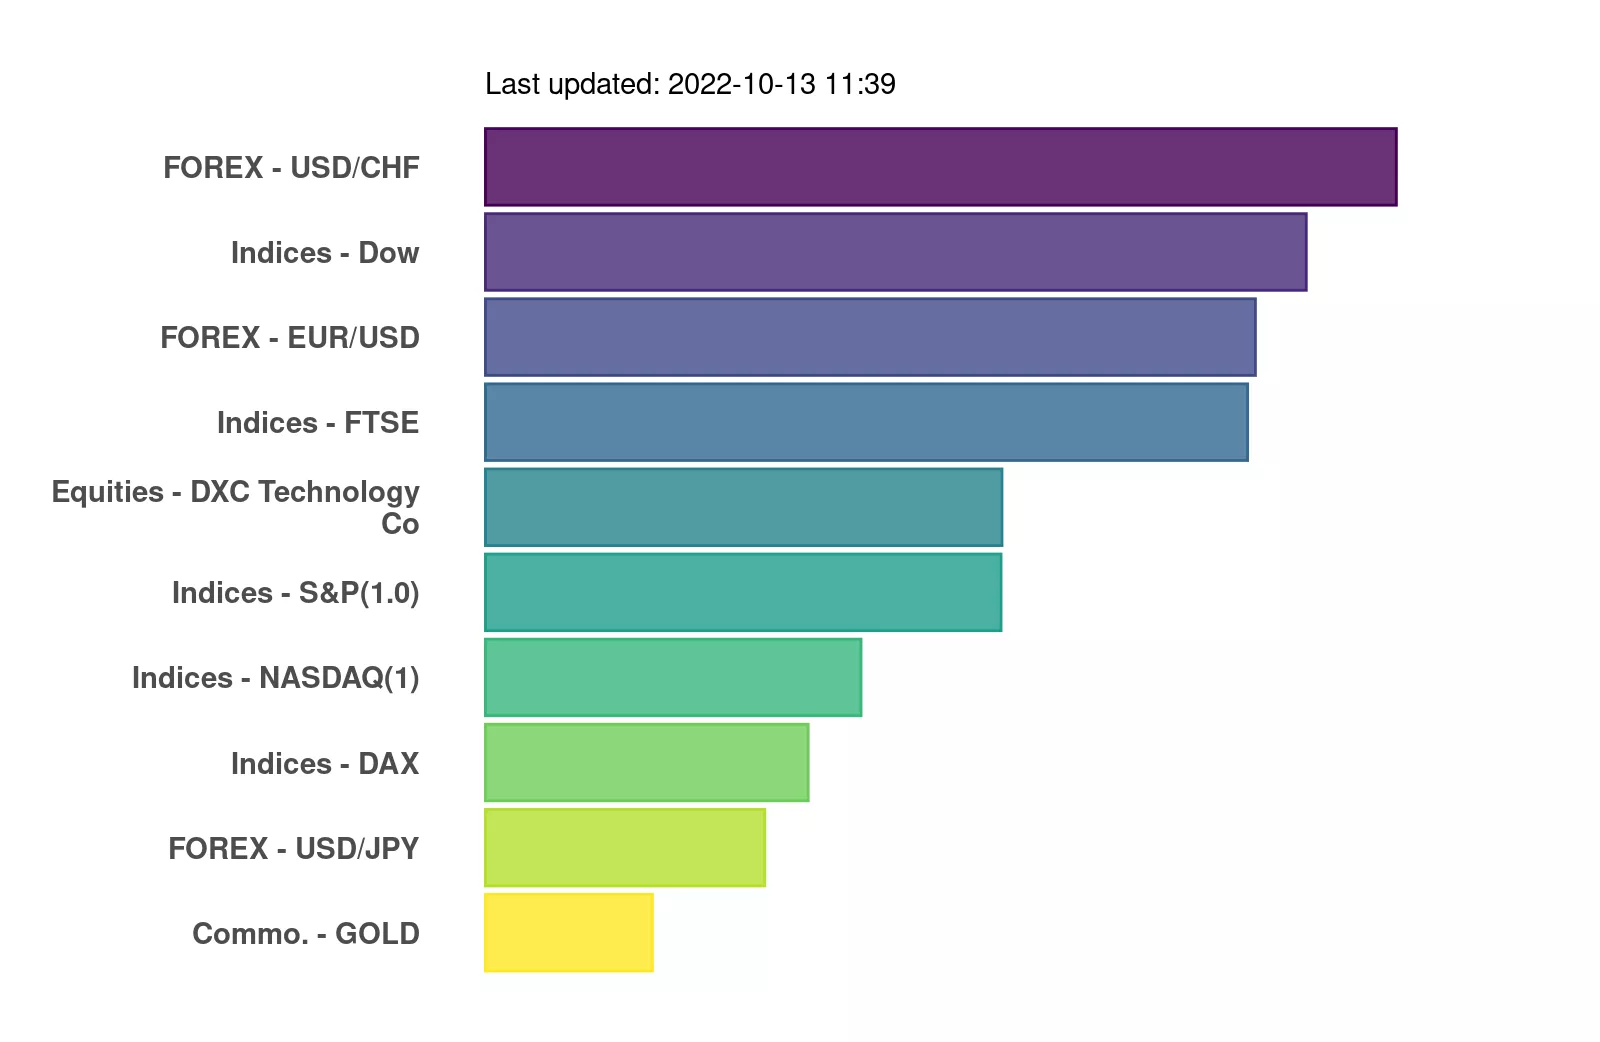 Last updated: 2022-10-13 11:39
FOREX - USD/CHF
Indices - Dow
FOREX - EUR/USD
Indices - FTSE
Equities - DXC Technology
Co
Indices - S&P(1.0)
Indices - NASDAQ(1)
Indices - DAX
FOREX - USD/JPY
Commo. - GOLD